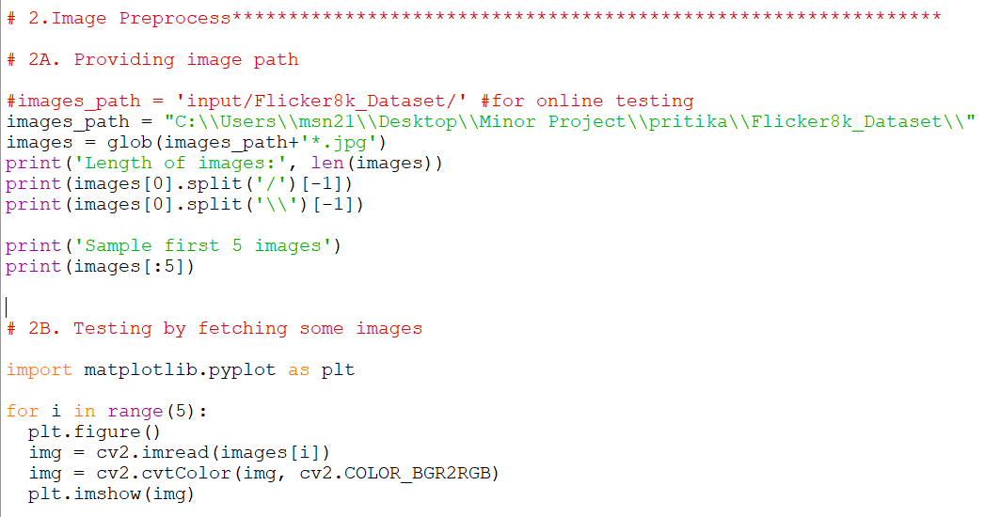 # 2.Image Preprocess***************************************************************
# 2A. Providing image path
#images_path = 'input/Flicker8k_Dataset/' #for online testing
images_path = "C:\\Users\\msn21\\Desktop\\Minor Project\\pritika\\Flicker8k_Dataset\\"
images = glob(images_path+'*.jpg')
print('Length of images:', len(images))
print(images[0].split('/')[-1])
print(images[0].split('\\')[-1])
print('Sample first 5 images')
print(images[:5])
# 2B. Testing by fetching some images
import matplotlib.pyplot as plt
for i in range(5):
  plt.figure()
  img = cv2.imread(images[i])
  img = cv2.cvtColor(img, cv2.COLOR_BGR2RGB)
  plt.imshow(img)